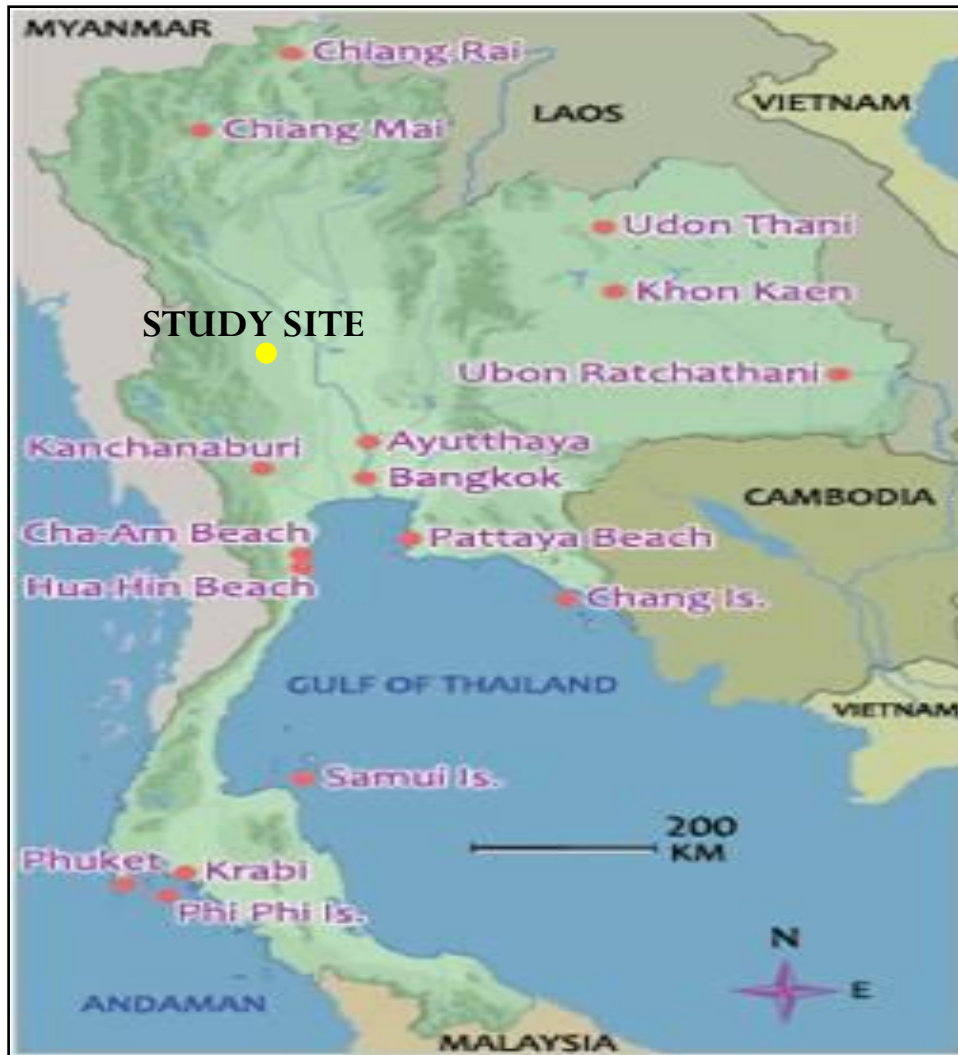 MYANMAR
Chiang Rai
LAOS
VIETNAM
Chiang Mai
Udon Thani
Khon Kaen
STUDY SITE
Ubon Ratchathani
Ayutthaya
Kanchanaburi
Bangkok
CAMBODIA
Cha-Am Beach
Pattaya Beach
Hua Hin Beach
Chang Is.
GULF OF THAILAND
VIETNAM
Samui Is.
200
KM
Phuket
Krabi
Phi Phi Is.
N
E
ANDAMAN
MALAYSIA